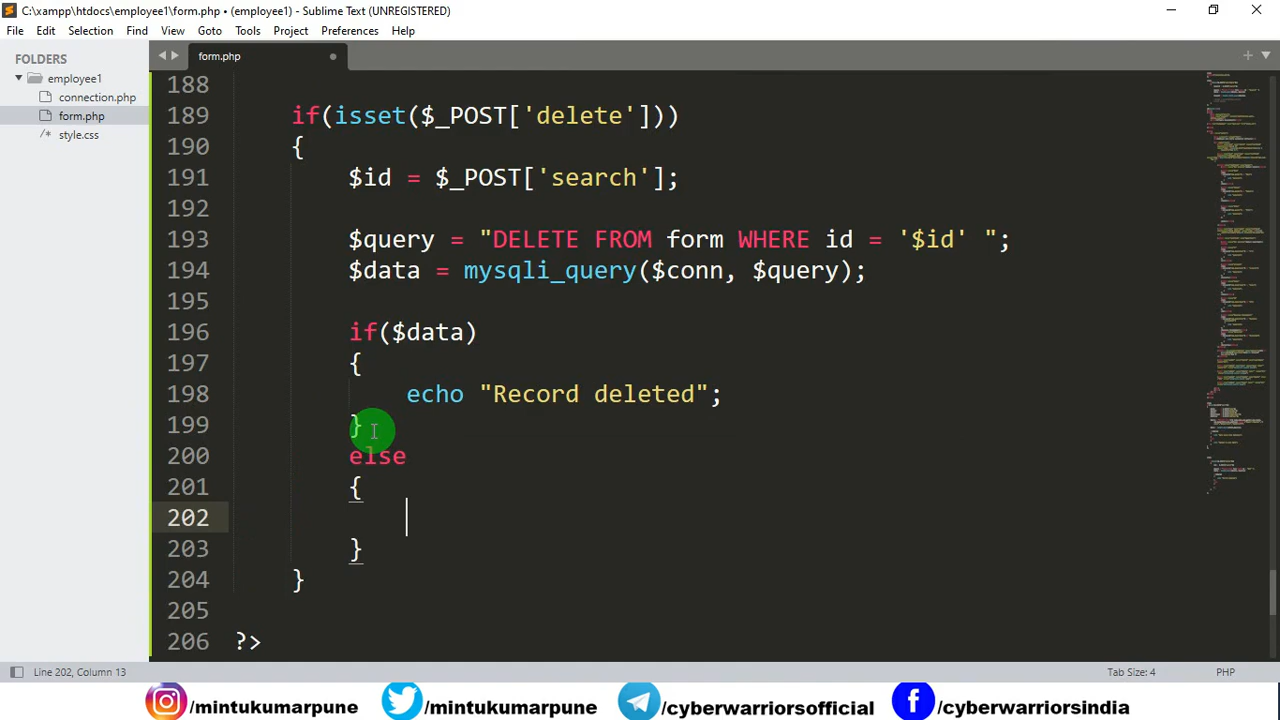 C:\xampp\htdocs\employee1\form.php • (employee1) - Sublime Text (UNREGISTERED)
File Edit Selection Find View Goto Tools Project Preferences Help
FOLDERS
employee1
connection.php
form.php
style.css
form.php
188
189 if(isset($_POST['delete']))
190 {
191 $id = $_POST['search'];
192
193 $query = "DELETE FROM form WHERE id = '$id' ";
194 $data = mysqli_query($conn, $query);
195
196 if($data)
197 {
198 echo "Record deleted";
199 }
200 else
201 {
202
203 }
204 }
205
206 ?>
Line 202, Column 13 Tab Size: 4 PHP
/mintukumarpune /mintukumarpune /cyberwarriorsofficial /cyberwarriorsindia